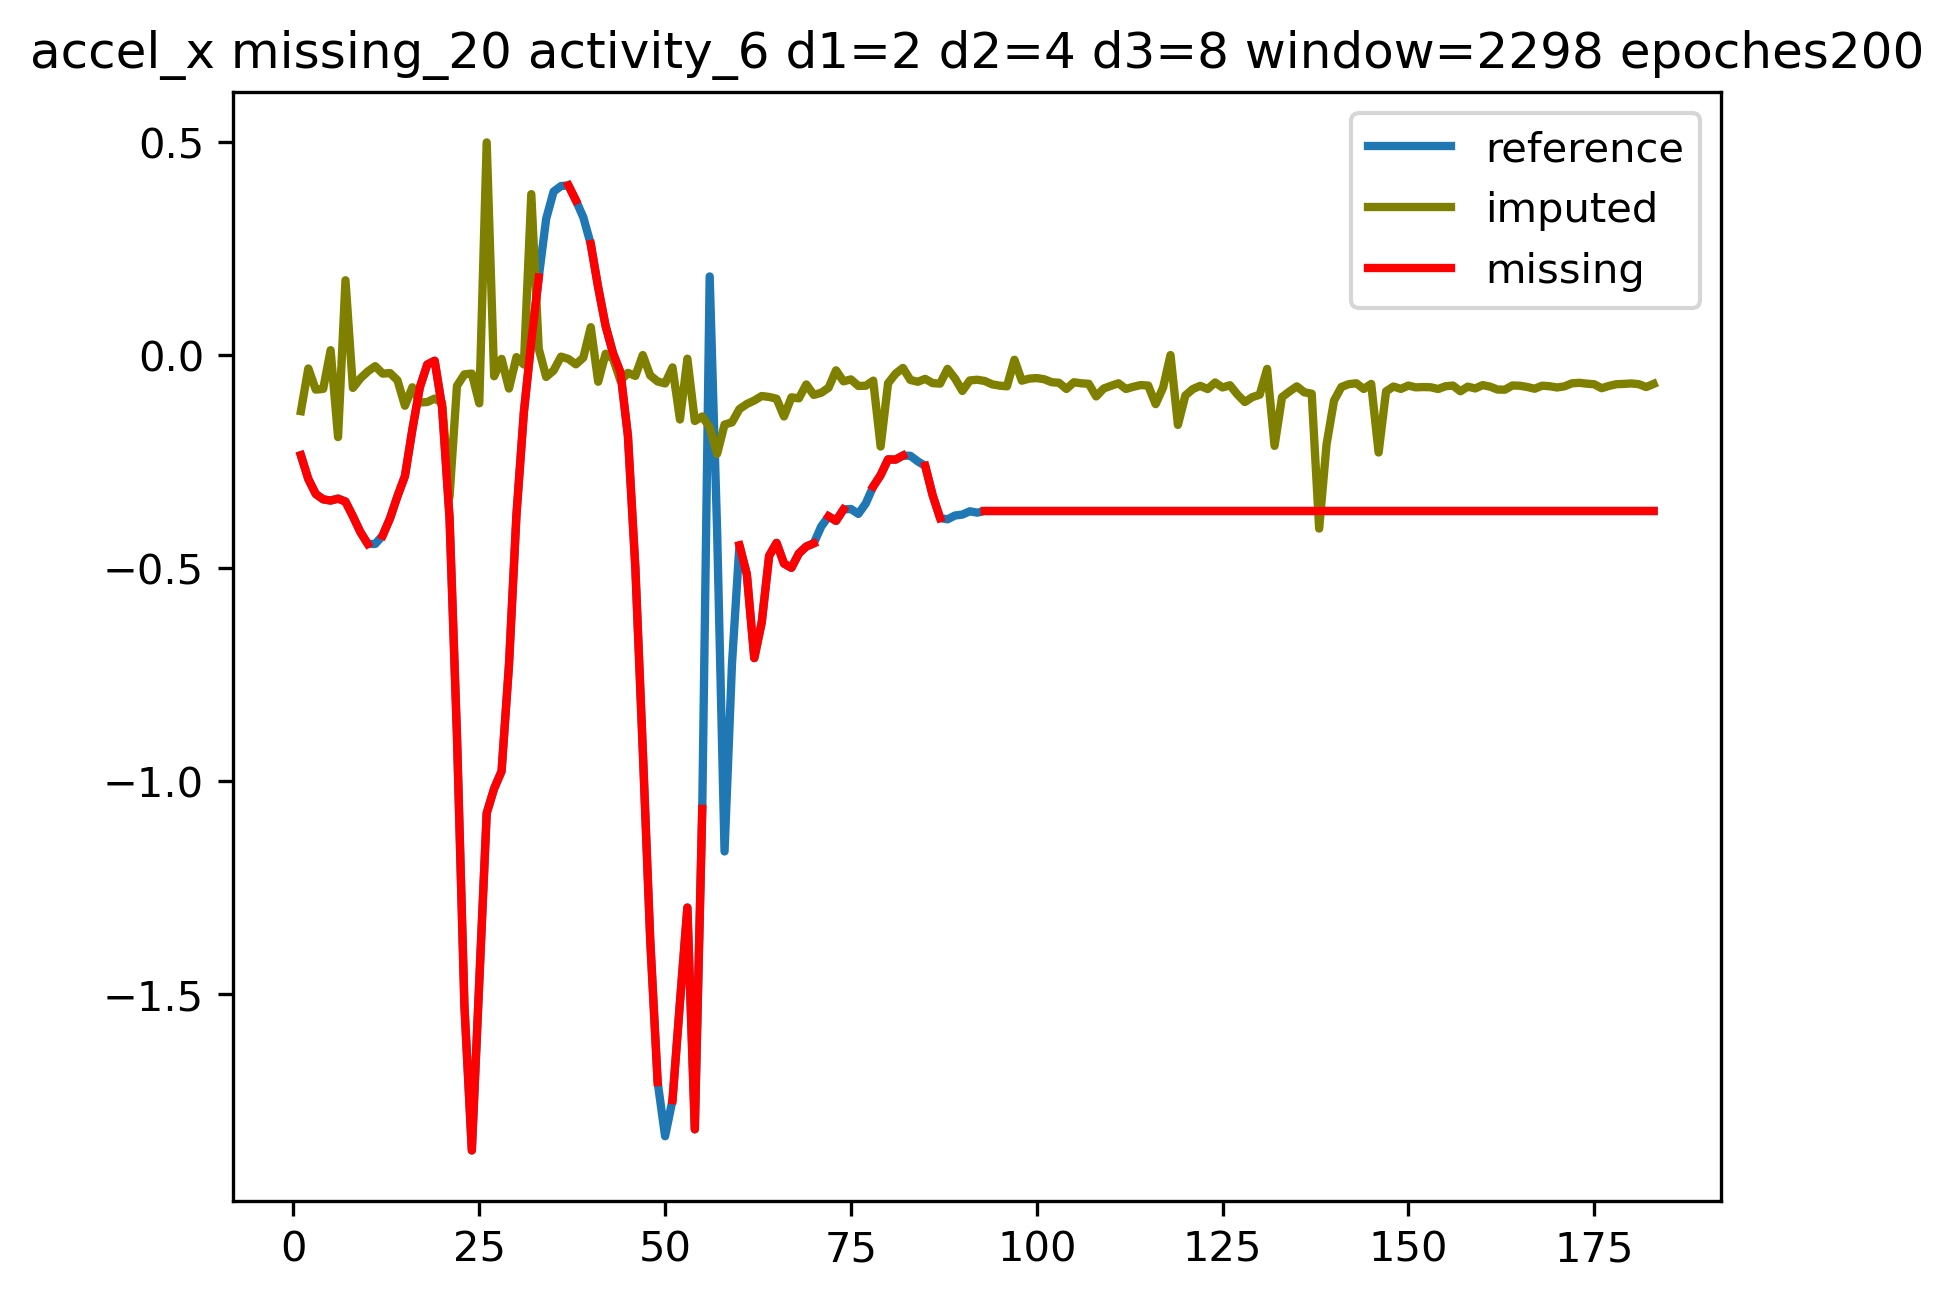 accel_x missing_20 activity_6 d1=2 d2=4 d3=8 window=2298 epoches200
reference
imputed
missing
0.5
0.0
−0.5
−1.0
−1.5
0 25 50 75 100 125 150 175